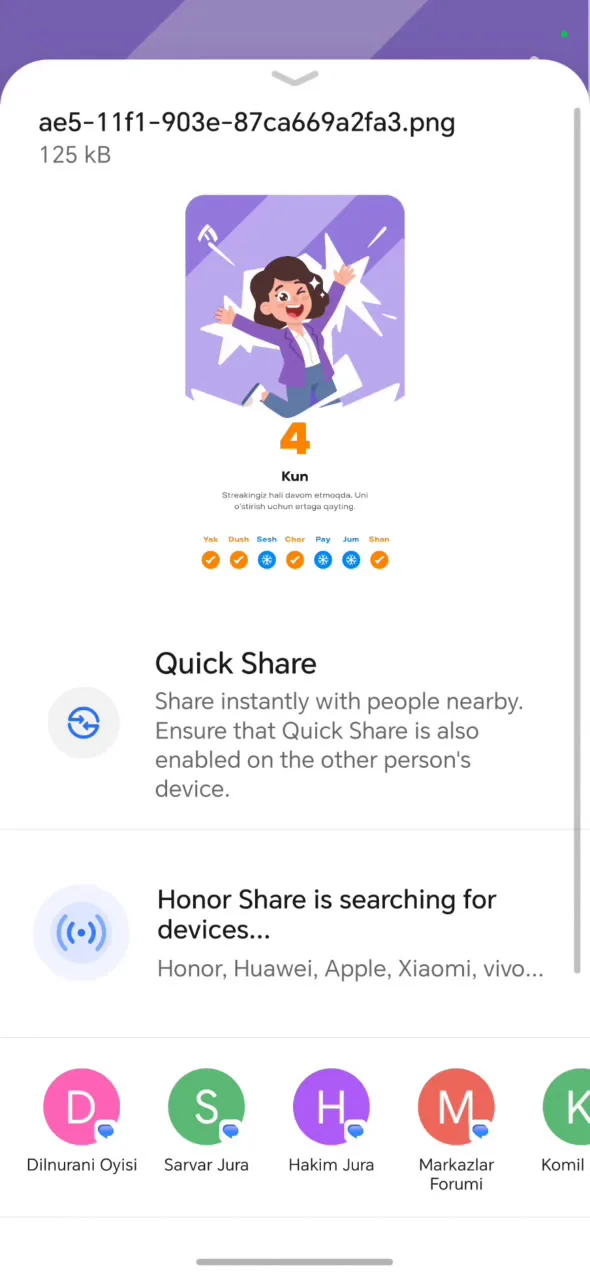 ae5-11f1-903e-87ca669a2fa3.png
125 kB
4
Kun
Streakingiz hali davom etmoqda. Uni
o'stirish uchun ertaga qayting.
Yak Dush Sesh Chor Pay Jum Shan
Quick Share
Share instantly with people nearby.
Ensure that Quick Share is also
enabled on the other person's
device.
Honor Share is searching for
devices...
Honor, Huawei, Apple, Xiaomi, vivo...
D S H M K
Dilnurani Oyisi Sarvar Jura Hakim Jura Markazlar Komil
Forumi